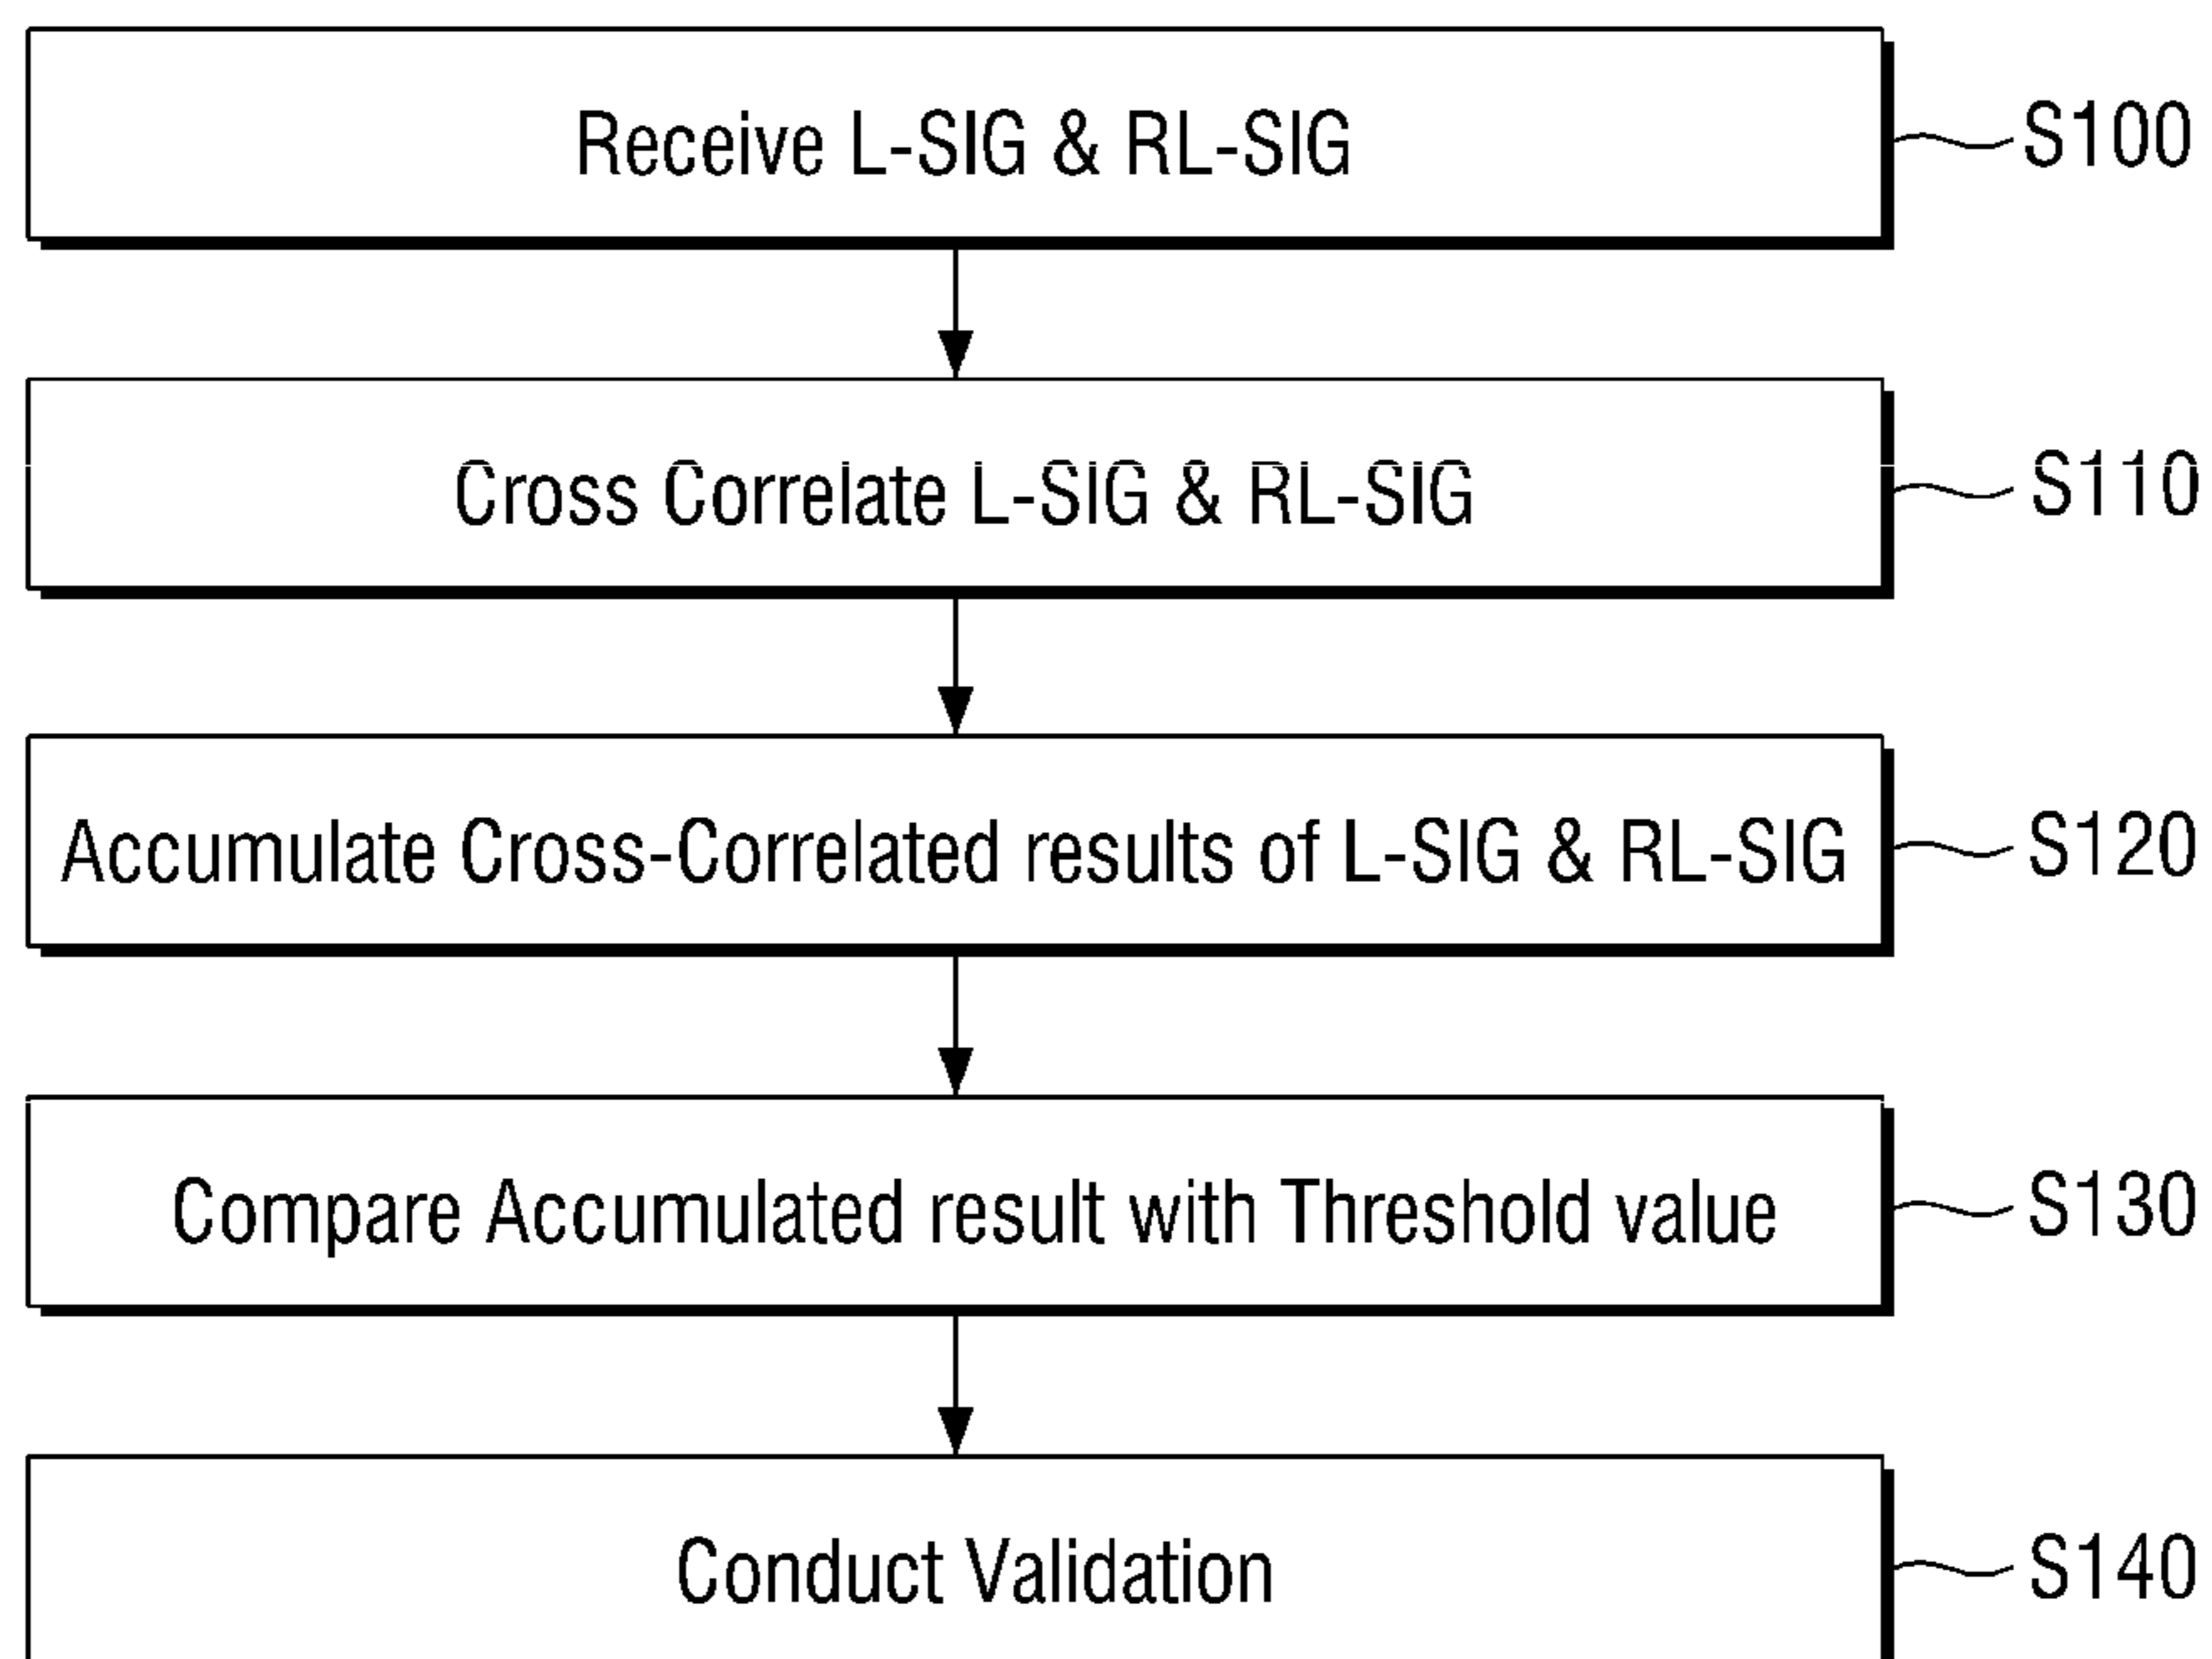 Receive L-SIG & RL-SIG
S100
Cross Correlate L-SIG & RL-SIG
S110
Accumulate Cross-Correlated results of L-SIG & RL-SIG
S120
Compare Accumulated result with Threshold value
S130
Conduct Validation
S140